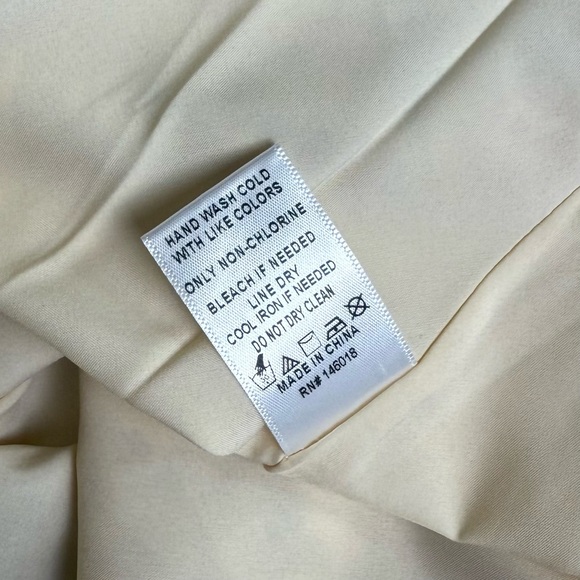 HAND WASH COLD
WITH LIKE COLORS
ONLY NON-CHLORINE
BLEACH IF NEEDED
LINE DRY
COOL IRON IF NEEDED
DO NOT DRY CLEAN
MADE IN CHINA
RN# 146018